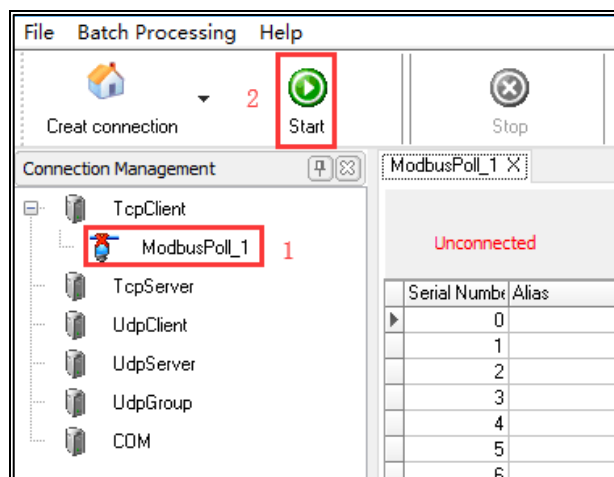 File Batch Processing Help
2
Creat connection Start Stop
Connection Management ModbusPoll_1 X
TcpClient
ModbusPoll_1 1 Unconnected
TcpServer
Serial Numbe Alias
0
UdpClient
1
UdpServer
2
3
UdpGroup
4
COM
5
6